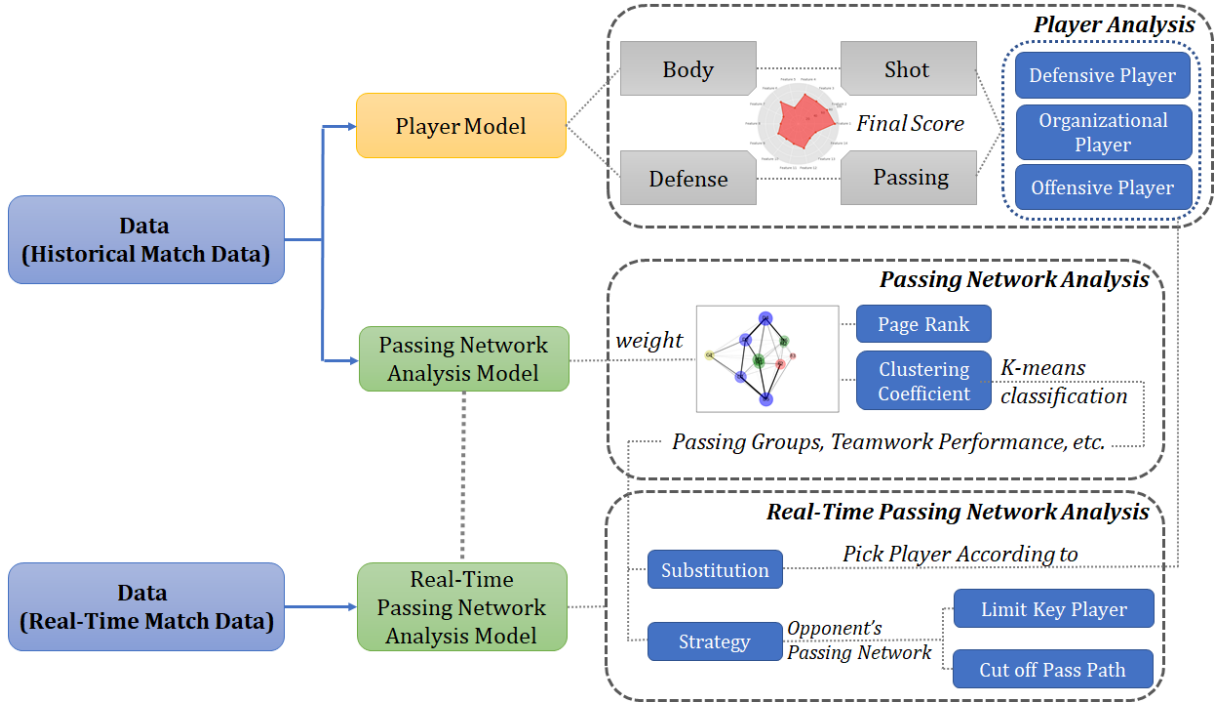 Player Analysis
Body
Shot
Defensive Player
Player Model
Final Score
Organizational
Player
Defense
Passing
Offensive Player
Data
(Historical Match Data)
Passing Network Analysis
Passing Network
Analysis Model
weight
Page Rank
Clustering
Coefficient
K-means
classification
Passing Groups, Teamwork Performance, etc.
Real-Time Passing Network Analysis
Data
(Real-Time Match Data)
Real-Time
Passing Network
Analysis Model
Substitution
Pick Player According to
Strategy
Opponent's
Passing Network
Limit Key Player
Cut off Pass Path